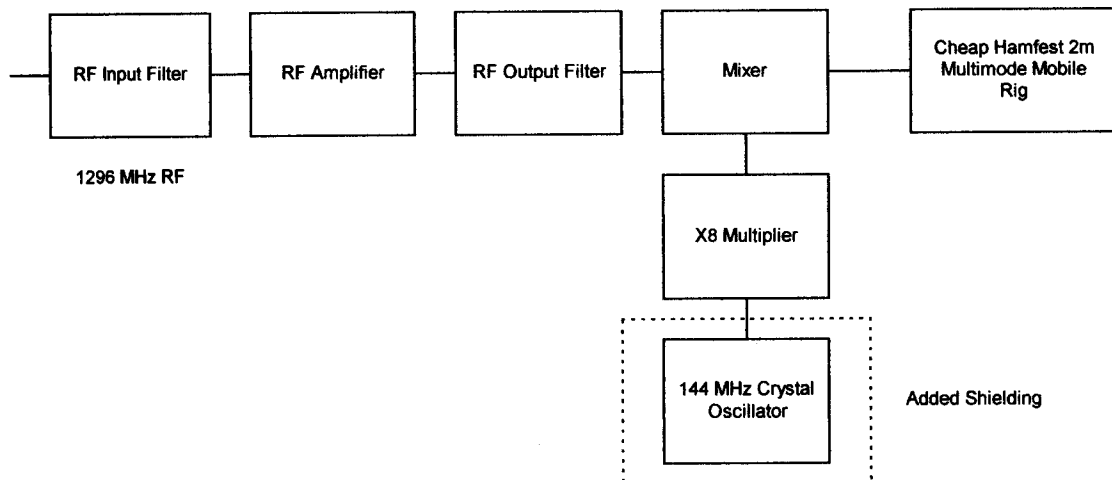 RF Input Filter
RF Amplifier
RF Output Filter
Mixer
Cheap Hamfest 2m
Multimode Mobile
Rig
1296 MHz RF
X8 Multiplier
144 MHz Crystal
Oscillator
Added Shielding